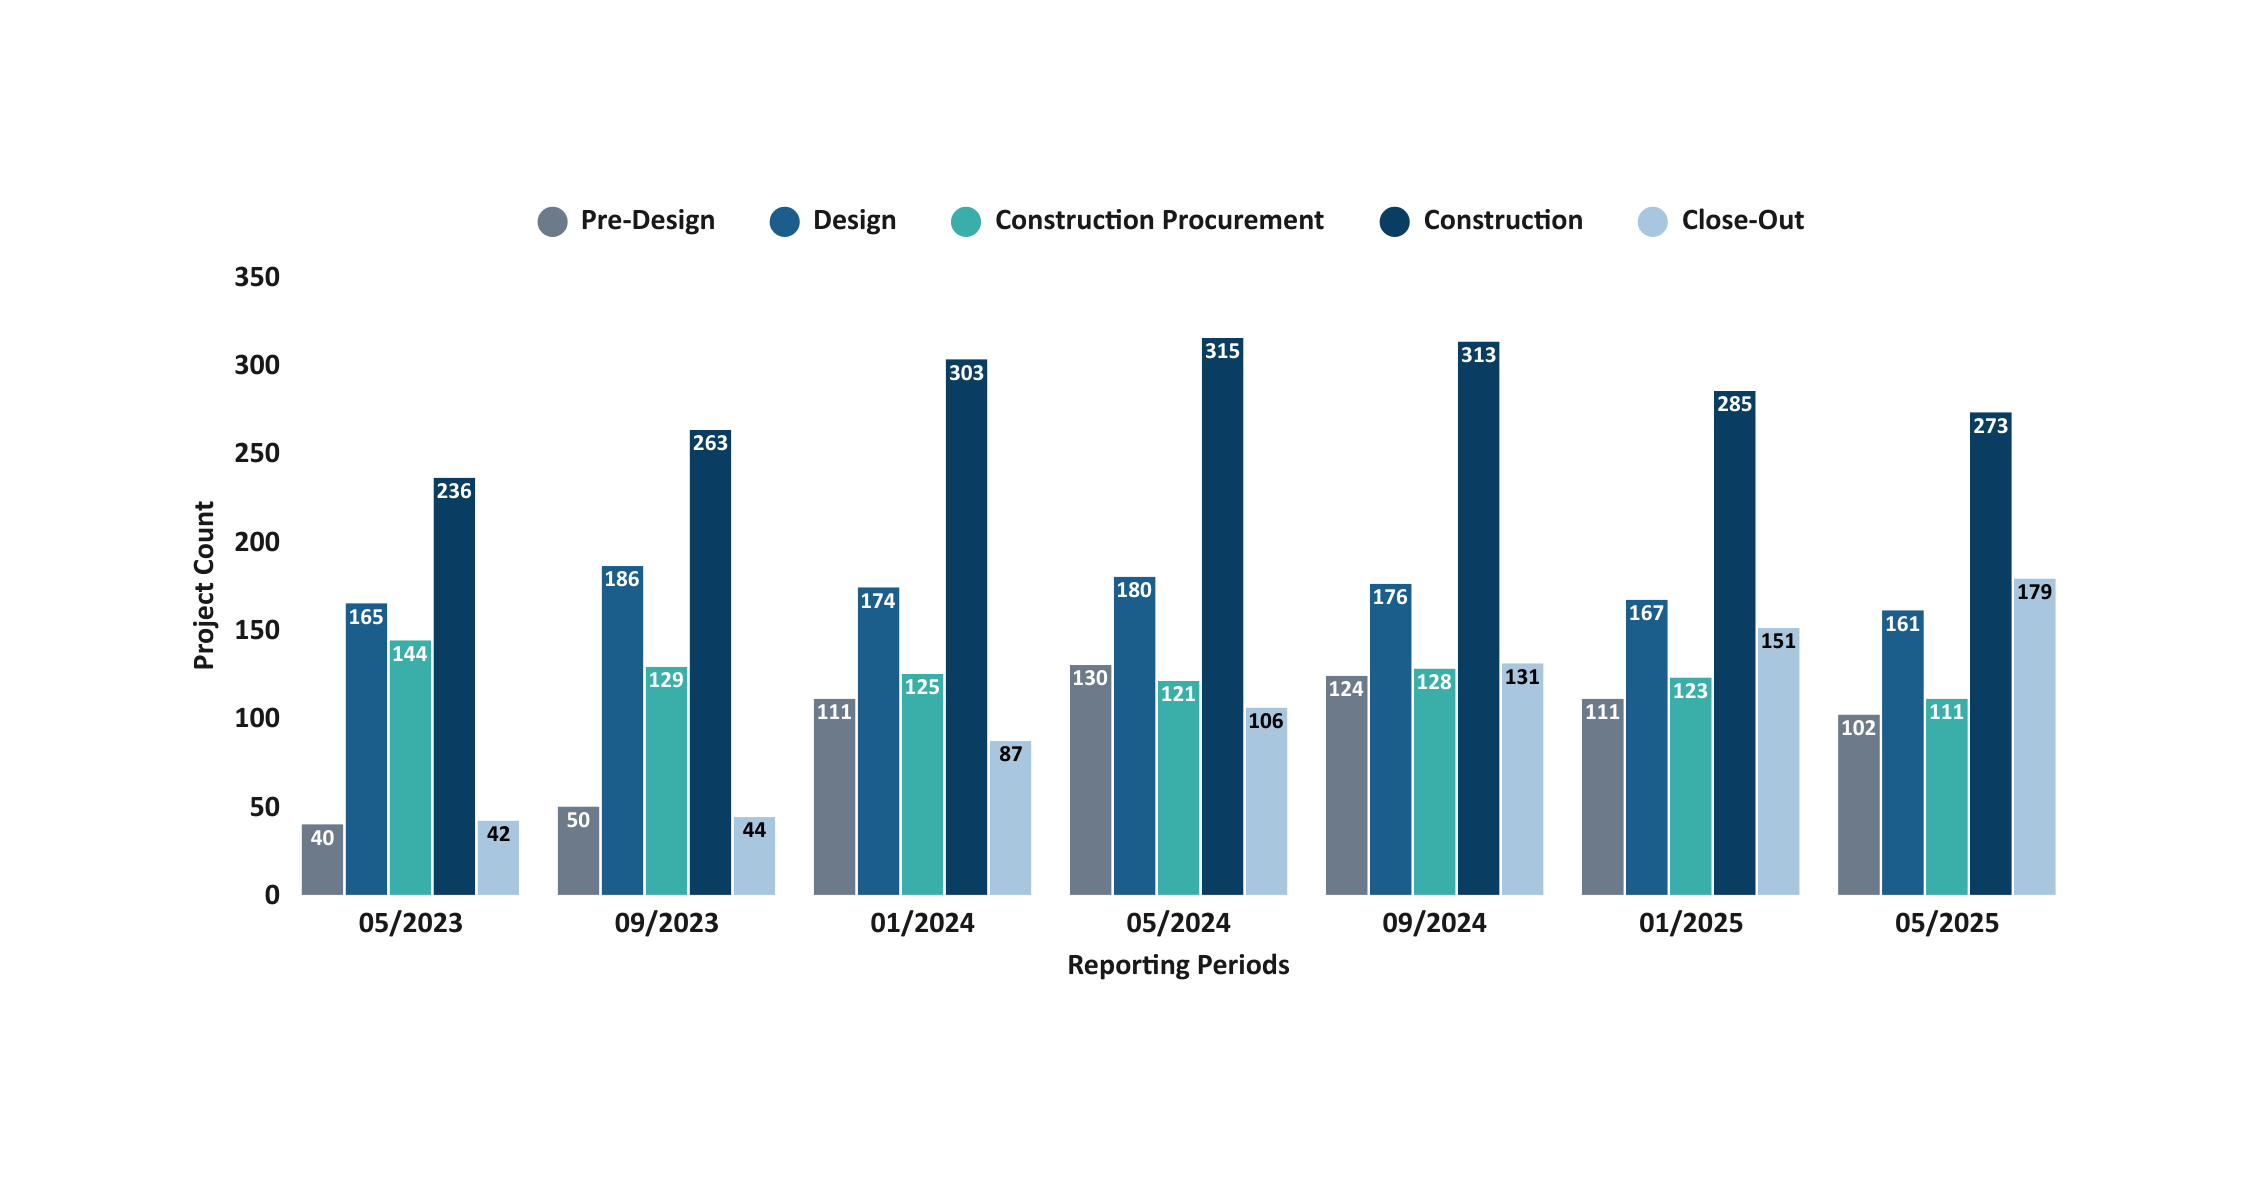 Pre-Design Design Construction Procurement Construction Close-Out
350
300
250
200
150
100
50
0
Project Count
40 165 144 236 42
50 186 129 263 44
111 174 125 303 87
130 180 121 315 106
124 176 128 313 131
111 167 123 285 151
102 161 111 273 179
05/2023 09/2023 01/2024 05/2024 09/2024 01/2025 05/2025
Reporting Periods